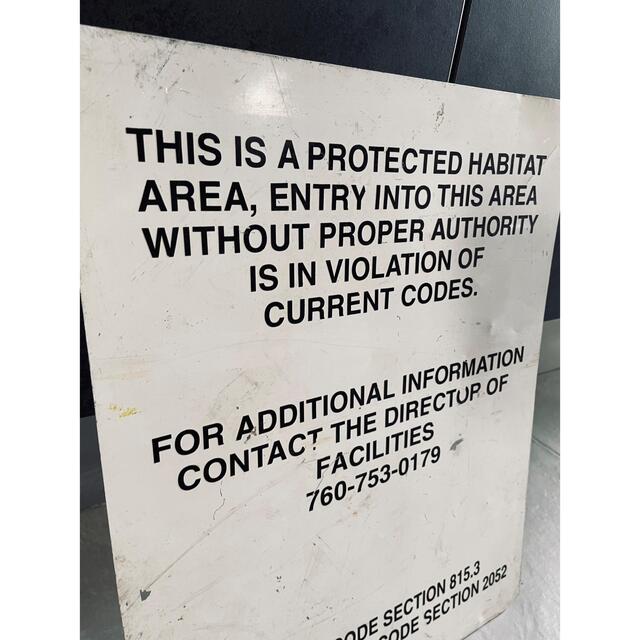 THIS IS A PROTECTED HABITAT
AREA, ENTRY INTO THIS AREA
WITHOUT PROPER AUTHORITY
IS IN VIOLATION OF
CURRENT CODES.
FOR ADDITIONAL INFORMATION
CONTACT THE DIRECTOR OF
FACILITIES
760-753-0179
CODE SECTION 815.3
CODE SECTION 2052